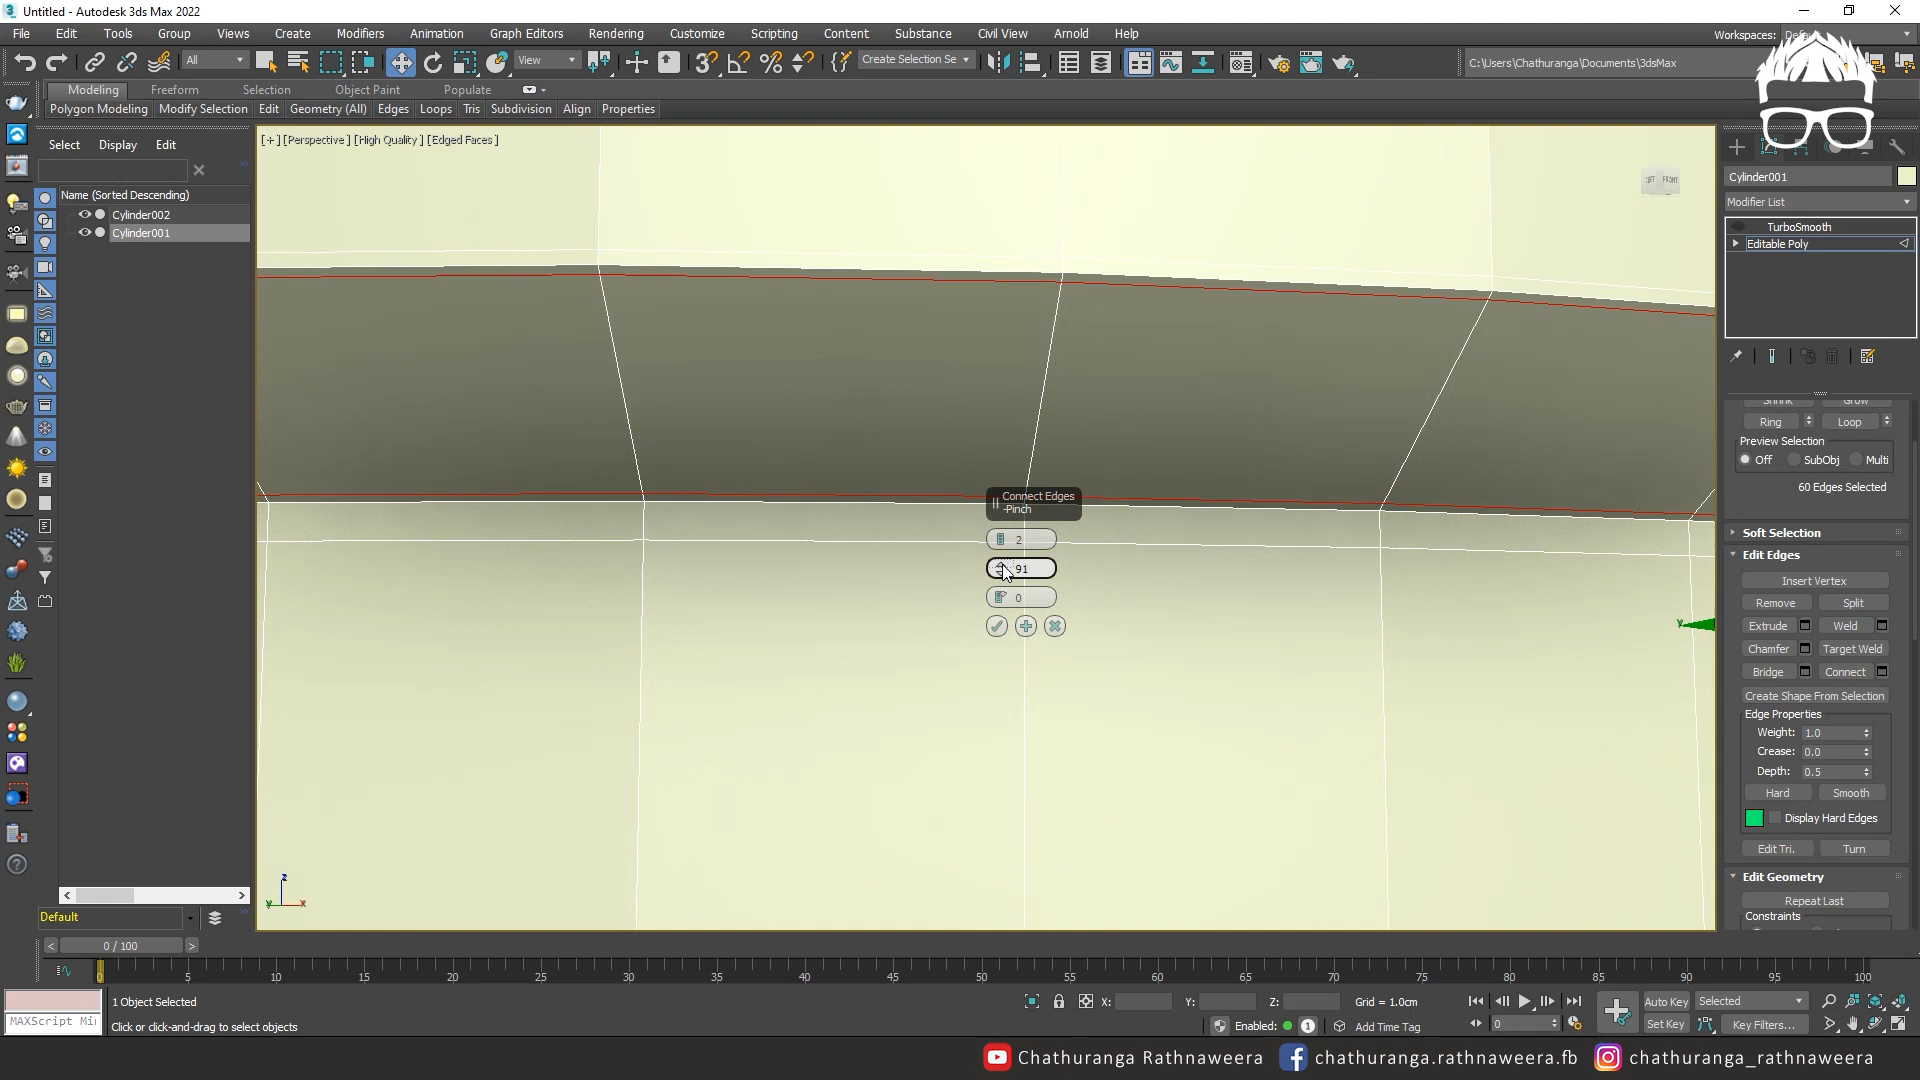 Untitled - Autodesk 3ds Max 2022
File Edit Tools Group Views Create Modifiers Animation Graph Editors Rendering Customize Scripting Content Civil View Substance Arnold Help
Workspaces:
All View Create Selection Se C:\Users\Chathuranga\Documents\3dsMax
Modeling Freeform Selection Object Paint Populate
Polygon Modeling Modify Selection Edit Geometry (All) Edges Loops Tris Subdivision Align Properties
Select Display Edit
[+] [Perspective] [High Quality] [Edged Faces]
Name (Sorted Descending)
Cylinder002
Cylinder001
LEFT FRONT
Connect Edges
-Pinch
2
91
0
y
z
y x
Cylinder001
Modifier List
TurboSmooth
Editable Poly
Shrink Grow
Ring Loop
Preview Selection
Off SubObj Multi
60 Edges Selected
Soft Selection
Edit Edges
Insert Vertex
Remove Split
Extrude Weld
Chamfer Target Weld
Bridge Connect
Create Shape From Selection
Edge Properties
Weight: 1.0
Crease: 0.0
Depth: 0.5
Hard Smooth
Display Hard Edges
Edit Tri. Turn
Edit Geometry
Repeat Last
Constraints
Default
0 / 100
0 5 10 15 20 25 30 35 40 45 50 55 60 65 70 75 80 85 90 95 100
1 Object Selected
X: Y: Z: Grid = 1.0cm
Auto Key Selected
MAXScript Mi
Click or click-and-drag to select objects
Enabled: 1 Add Time Tag
0 Set Key Key Filters...
Chathuranga Rathnaweera chathuranga.rathnaweera.fb chathuranga_rathnaweera